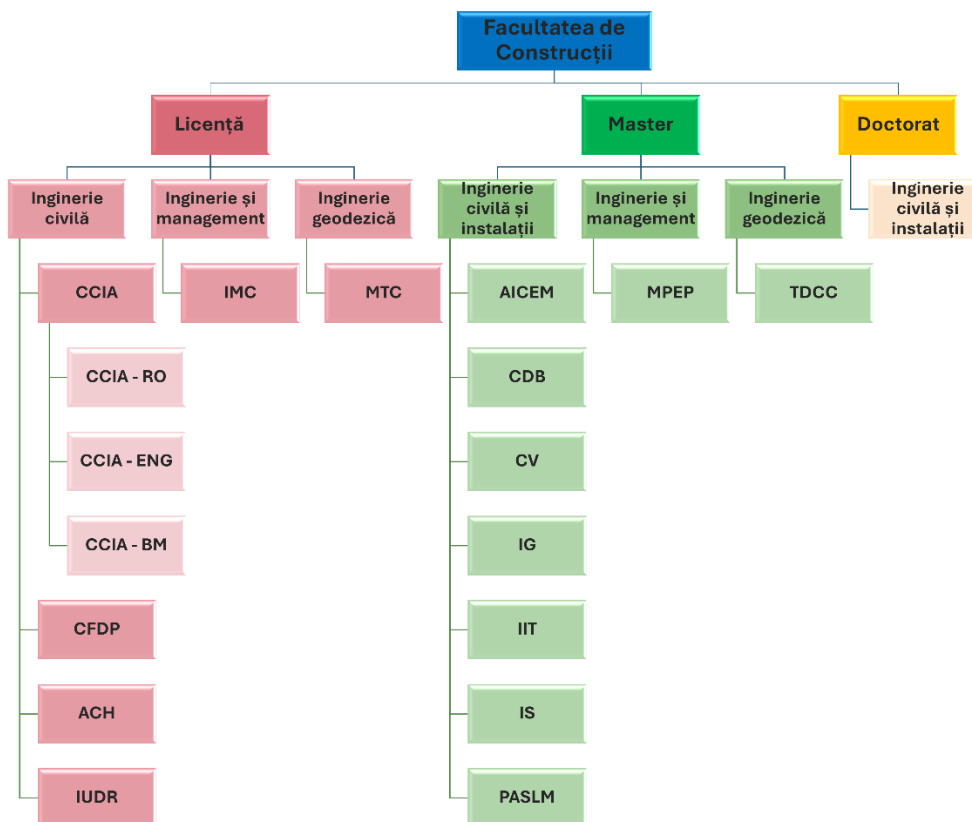 Facultatea de
Construcții
Licență
Master
Doctorat
Inginerie
civilă
Inginerie și
management
Inginerie
geodezică
Inginerie
civilă și
instalații
Inginerie și
management
Inginerie
geodezică
Inginerie
civilă și
instalații
CCIA
IMC
MTC
AICEM
MPEP
TDCC
CCIA - RO
CDB
CCIA - ENG
CV
CCIA - BM
IG
CFDP
IIT
ACH
IS
IUDR
PASLM